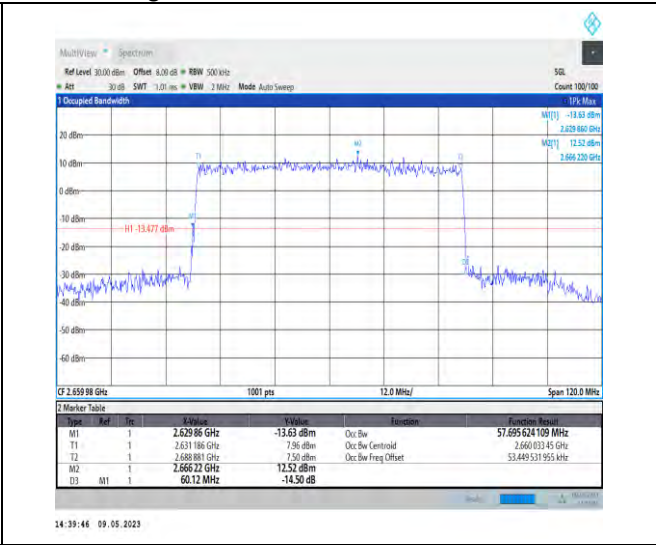 MultiView Spectrum
Ref Level 30.00 dBm Offset 8.09 dB RBW 500 kHz SGL
Att 30 dB SWT 1.01 ms VBW 2 MHz Mode Auto Sweep Count 100/100
1 Occupied Bandwidth 1Pk Max
M1[1] -13.63 dBm
2.629 860 GHz
M2[1] 12.52 dBm
2.666 220 GHz
20 dBm
M2
T1
10 dBm
0 dBm
-10 dBm
M1
H1 -13.477 dBm
-20 dBm
-30 dBm
-40 dBm
-50 dBm
-60 dBm
CF 2.659 98 GHz 1001 pts 12.0 MHz/ Span 120.0 MHz
2 Marker Table
Type Ref Trc X-Value Y-Value Function Function Result
M1 1 2.629 86 GHz -13.63 dBm Occ Bw 57.695 624 109 MHz
T1 1 2.631 186 GHz 7.96 dBm Occ Bw Centroid 2.660 033 45 GHz
T2 1 2.688 881 GHz 7.50 dBm Occ Bw Freq Offset 53.449 531 955 kHz
M2 1 2.666 22 GHz 12.52 dBm
D3 M1 1 60.12 MHz -14.50 dB
14:39:46 09.05.2023